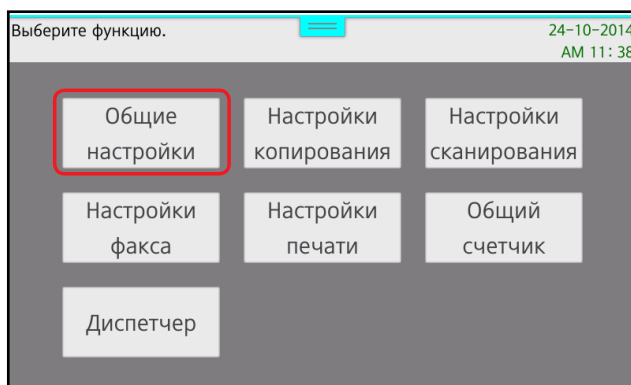 Выберите функцию.
24-10-2014
AM 11:38
Общие
настройки
Настройки
копирования
Настройки
сканирования
Настройки
факса
Настройки
печати
Общий
счетчик
Диспетчер